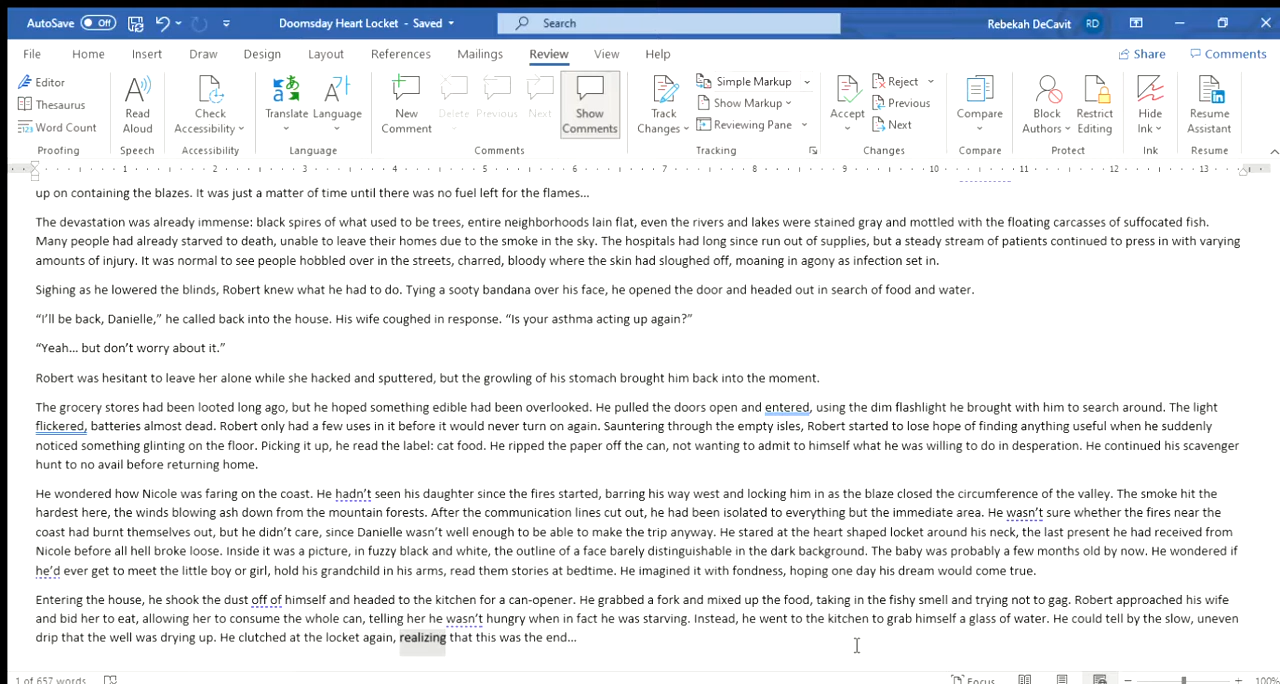 AutoSave Off Doomsday Heart Locket - Saved Search Rebekah DeCavit RD
File Home Insert Draw Design Layout References Mailings Review View Help Share Comments
Editor
Thesaurus
Word Count
Proofing
Read Aloud
Speech
Check Accessibility
Accessibility
Translate
Language
Language
New Comment
Delete
Previous
Next
Show Comments
Comments
Track Changes
Simple Markup
Show Markup
Reviewing Pane
Tracking
Accept
Reject
Previous
Next
Changes
Compare
Compare
Block Authors
Restrict Editing
Protect
Hide Ink
Ink
Resume Assistant
Resume
1 2 3 4 5 6 7 8 9 10 11 12 13
up on containing the blazes. It was just a matter of time until there was no fuel left for the flames…
The devastation was already immense: black spires of what used to be trees, entire neighborhoods lain flat, even the rivers and lakes were stained gray and mottled with the floating carcasses of suffocated fish.
Many people had already starved to death, unable to leave their homes due to the smoke in the sky. The hospitals had long since run out of supplies, but a steady stream of patients continued to press in with varying
amounts of injury. It was normal to see people hobbled over in the streets, charred, bloody where the skin had sloughed off, moaning in agony as infection set in.
Sighing as he lowered the blinds, Robert knew what he had to do. Tying a sooty bandana over his face, he opened the door and headed out in search of food and water.
“I’ll be back, Danielle,” he called back into the house. His wife coughed in response. “Is your asthma acting up again?”
“Yeah… but don’t worry about it.”
Robert was hesitant to leave her alone while she hacked and sputtered, but the growling of his stomach brought him back into the moment.
The grocery stores had been looted long ago, but he hoped something edible had been overlooked. He pulled the doors open and entered, using the dim flashlight he brought with him to search around. The light
flickered, batteries almost dead. Robert only had a few uses in it before it would never turn on again. Sauntering through the empty isles, Robert started to lose hope of finding anything useful when he suddenly
noticed something glinting on the floor. Picking it up, he read the label: cat food. He ripped the paper off the can, not wanting to admit to himself what he was willing to do in desperation. He continued his scavenger
hunt to no avail before returning home.
He wondered how Nicole was faring on the coast. He hadn’t seen his daughter since the fires started, barring his way west and locking him in as the blaze closed the circumference of the valley. The smoke hit the
hardest here, the winds blowing ash down from the mountain forests. After the communication lines cut out, he had been isolated to everything but the immediate area. He wasn’t sure whether the fires near the
coast had burnt themselves out, but he didn’t care, since Danielle wasn’t well enough to be able to make the trip anyway. He stared at the heart shaped locket around his neck, the last present he had received from
Nicole before all hell broke loose. Inside it was a picture, in fuzzy black and white, the outline of a face barely distinguishable in the dark background. The baby was probably a few months old by now. He wondered if
he’d ever get to meet the little boy or girl, hold his grandchild in his arms, read them stories at bedtime. He imagined it with fondness, hoping one day his dream would come true.
Entering the house, he shook the dust off of himself and headed to the kitchen for a can-opener. He grabbed a fork and mixed up the food, taking in the fishy smell and trying not to gag. Robert approached his wife
and bid her to eat, allowing her to consume the whole can, telling her he wasn’t hungry when in fact he was starving. Instead, he went to the kitchen to grab himself a glass of water. He could tell by the slow, uneven
drip that the well was drying up. He clutched at the locket again, realizing that this was the end…
1 of 657 words Focus 100%